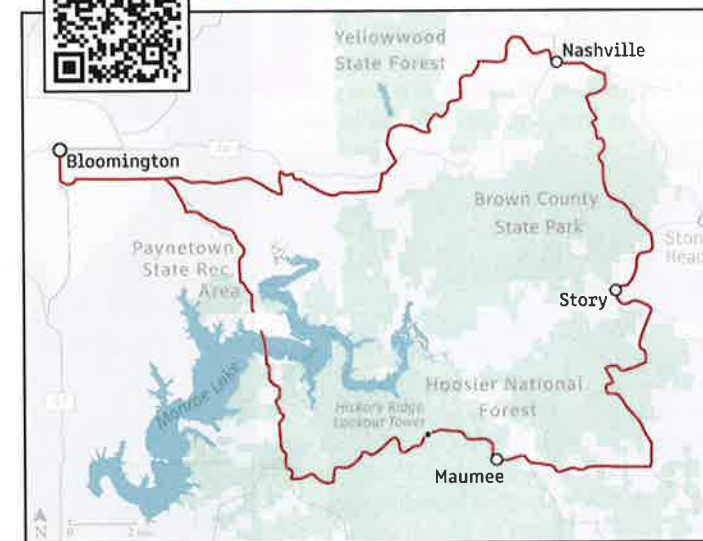 Yellowwood
State Forest
Nashville
Bloomington
Brown County
State Park
Paynetown
State Rec.
Area
Story
Monroe Lake
Hoosier National
Forest
Hickory Ridge
Lookout Tower
Maumee
N
0